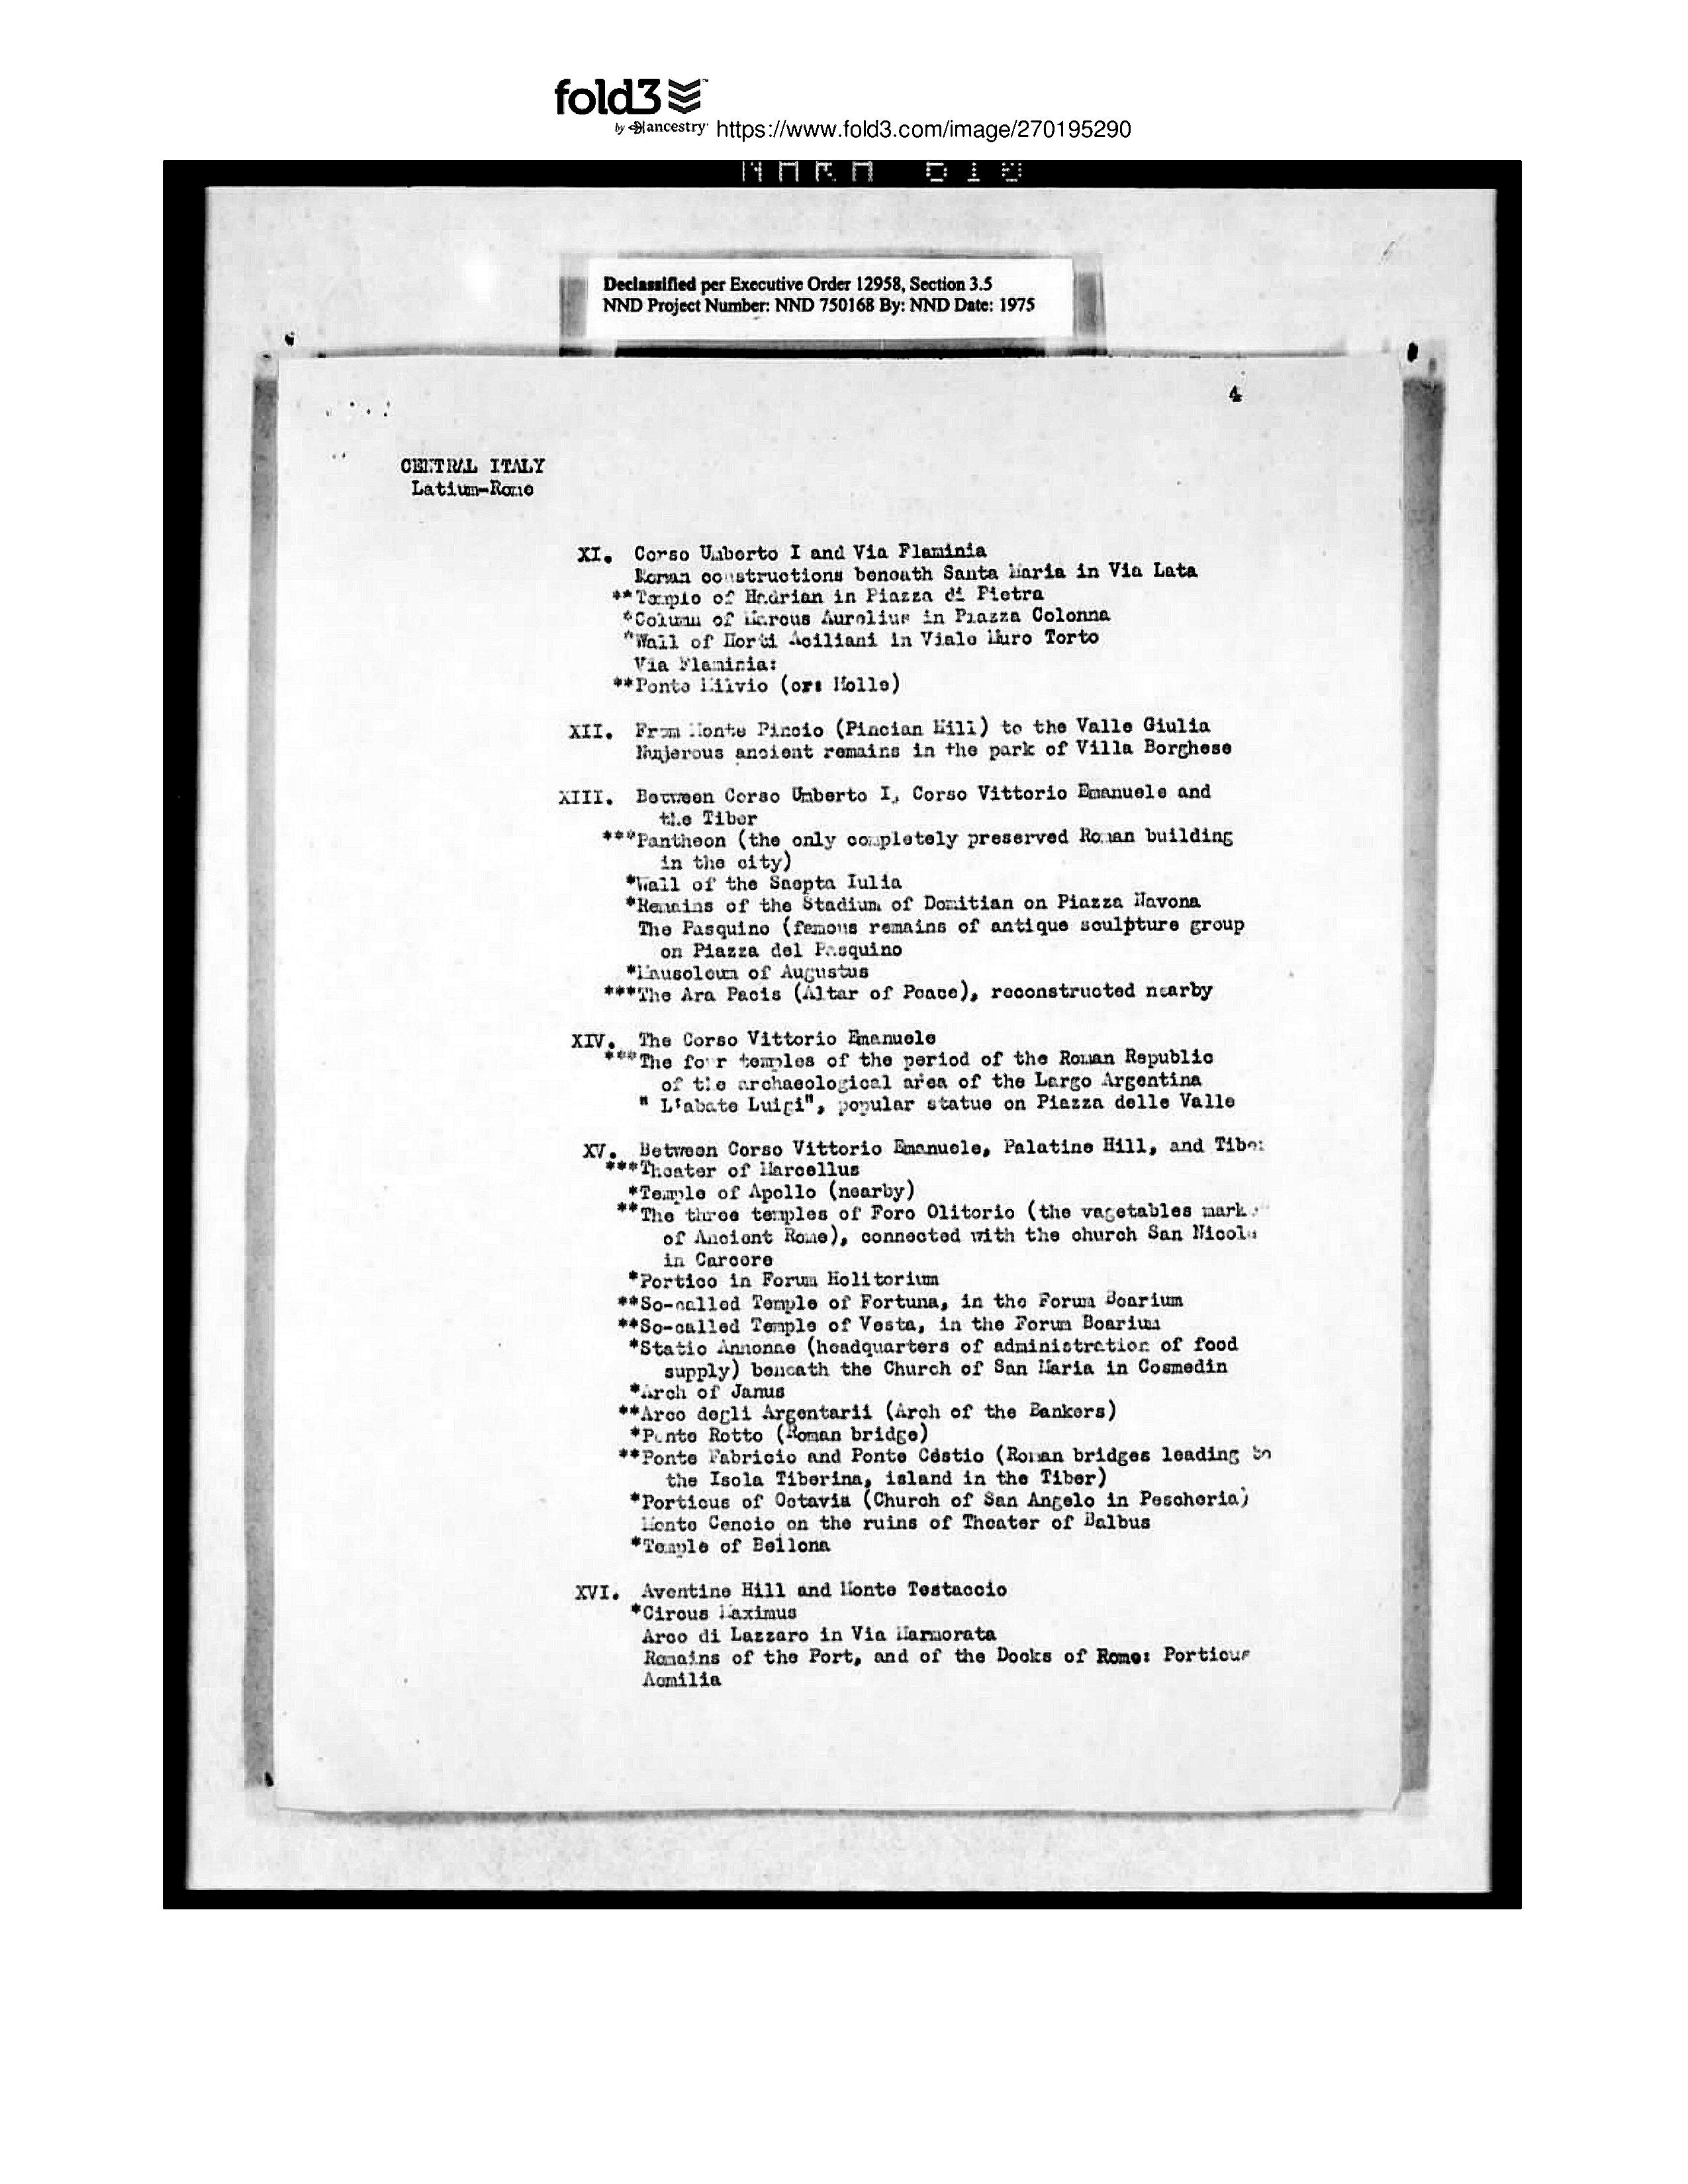 fold3
by ancestry https://www.fold3.com/image/270195290
Declassified per Executive Order 12958, Section 3.5
NND Project Number: NND 750168 By: NND Date: 1975
4
CENTRAL ITALY
Latium-Rome
XI. Corso Umberto I and Via Flaminia
Roman constructions beneath Santa Maria in Via Lata
**Temple of Hadrian in Piazza di Pietra
*Column of Marcus Aurelius in Piazza Colonna
*Wall of Horti Aciliani in Viale Muro Torto
Via Flaminia:
**Ponte Milvio (or: Molle)
XII. From Monte Pincio (Pincian Hill) to the Valle Giulia
Nujerous ancient remains in the park of Villa Borghese
XIII. Between Corso Umberto I, Corso Vittorio Emanuele and
the Tiber
***Pantheon (the only completely preserved Roman building
in the city)
*Wall of the Saepta Iulia
*Remains of the Stadium of Domitian on Piazza Navona
The Pasquino (famous remains of antique sculpture group
on Piazza del Pasquino
*Mausoleum of Augustus
***The Ara Pacis (Altar of Peace), reconstructed nearby
XIV. The Corso Vittorio Emanuele
***The four temples of the period of the Roman Republic
of the archaeological area of the Largo Argentina
" L'abate Luigi", popular statue on Piazza delle Valle
XV. Between Corso Vittorio Emanuele, Palatine Hill, and Tiber
***Theater of Marcellus
*Temple of Apollo (nearby)
**The three temples of Foro Olitorio (the vagetables mark
of Ancient Rome), connected with the church San Nicola
in Carcere
*Portico in Forum Holitorium
**So-called Temple of Fortuna, in the Forum Boarium
**So-called Temple of Vesta, in the Forum Boarium
*Statio Annonae (headquarters of administration of food
supply) beneath the Church of San Maria in Cosmedin
*Arch of Janus
**Arco degli Argentarii (Arch of the Bankers)
*Ponte Rotto (Roman bridge)
**Ponte Fabricio and Ponte Cestio (Roman bridges leading to
the Isola Tiberina, island in the Tiber)
*Porticus of Octavia (Church of San Angelo in Pescheria)
Monte Cencio on the ruins of Theater of Balbus
*Temple of Bellona
XVI. Aventine Hill and Monte Testaccio
*Circus Maximus
Arco di Lazzaro in Via Marmorata
Remains of the Port, and of the Docks of Rome: Porticus
Aemilia